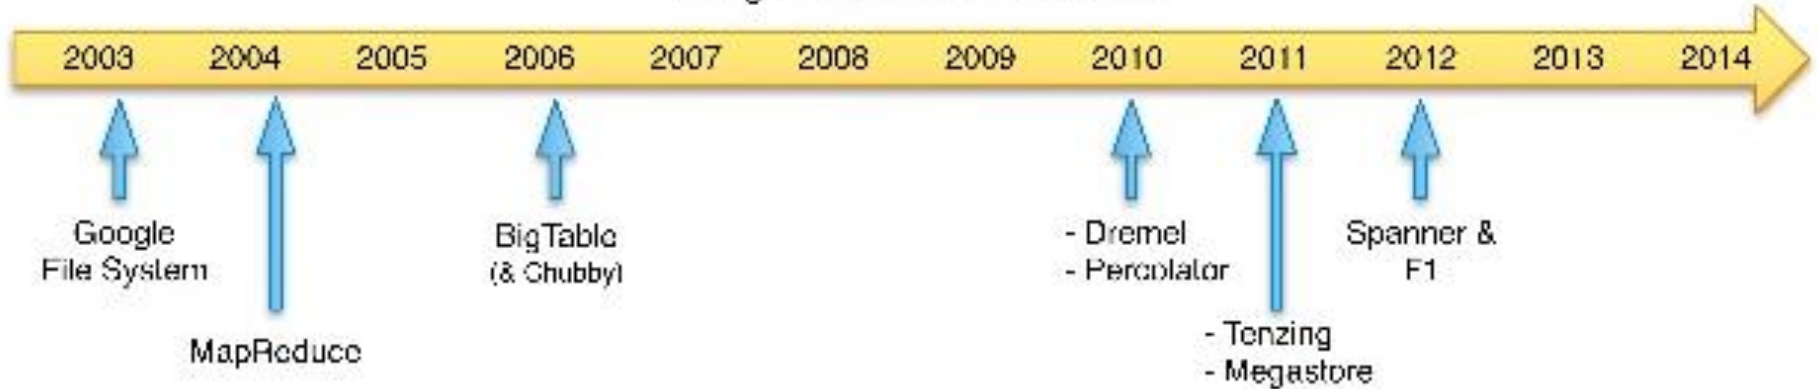 2003 2004 2005 2006 2007 2008 2009 2010 2011 2012 2013 2014
Google
File System
MapReduce
BigTable
(& Chubby)
- Dremel
- Percolator
- Tenzing
- Megastore
Spanner &
F1